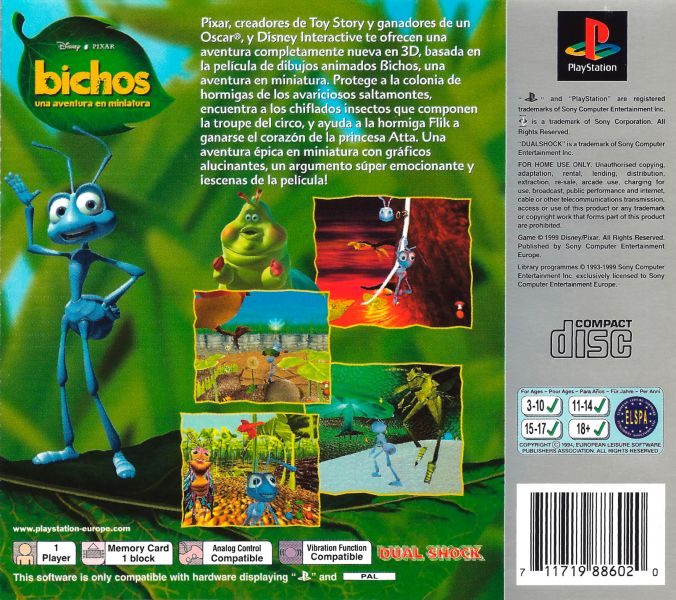 Disney • PIXAR
bichos
una aventura en miniatura
Pixar, creadores de Toy Story y ganadores de un
Oscar®, y Disney Interactive te ofrecen una
aventura completamente nueva en 3D, basada en
la película de dibujos animados Bichos, una
aventura en miniatura. Protege a la colonia de
hormigas de los avariciosos saltamontes,
encuentra a los chiflados insectos que componen
la troupe del circo, y ayuda a la hormiga Flik a
ganarse el corazón de la princesa Atta. Una
aventura épica en miniatura con gráficos
alucinantes, un argumento súper emocionante y
¡escenas de la película!
www.playstation-europe.com
1
Player
Memory Card
1 block
Analog Control
Compatible
Vibration Function
Compatible
DUAL SHOCK
This software is only compatible with hardware displaying " " and PAL
PlayStation
" " and "PlayStation" are registered
trademarks of Sony Computer Entertainment Inc.
is a trademark of Sony Corporation. All
Rights Reserved.
"DUALSHOCK" is a trademark of Sony Computer
Entertainment Inc.
FOR HOME USE ONLY. Unauthorised copying,
adaptation, rental, lending, distribution,
extraction, re-sale, arcade use, charging for
use, broadcast, public performance and internet,
cable or other telecommunications transmission,
access or use of this product or any trademark
or copyright work that forms part of this product
are prohibited.
Game © 1999 Disney/Pixar. All Rights Reserved.
Published by Sony Computer Entertainment
Europe.
Library programmes © 1993-1999 Sony Computer
Entertainment Inc. exclusively licensed to Sony
Computer Entertainment Europe.
COMPACT
disc
For Ages – Pour Ages – Para Años – Für Jahre – Per Anni
3-10 11-14
15-17 18+
ELSPA
COPYRIGHT © 1994, EUROPEAN LEISURE SOFTWARE
PUBLISHERS ASSOCIATION. ALL RIGHTS RESERVED
7 11719 88602 0